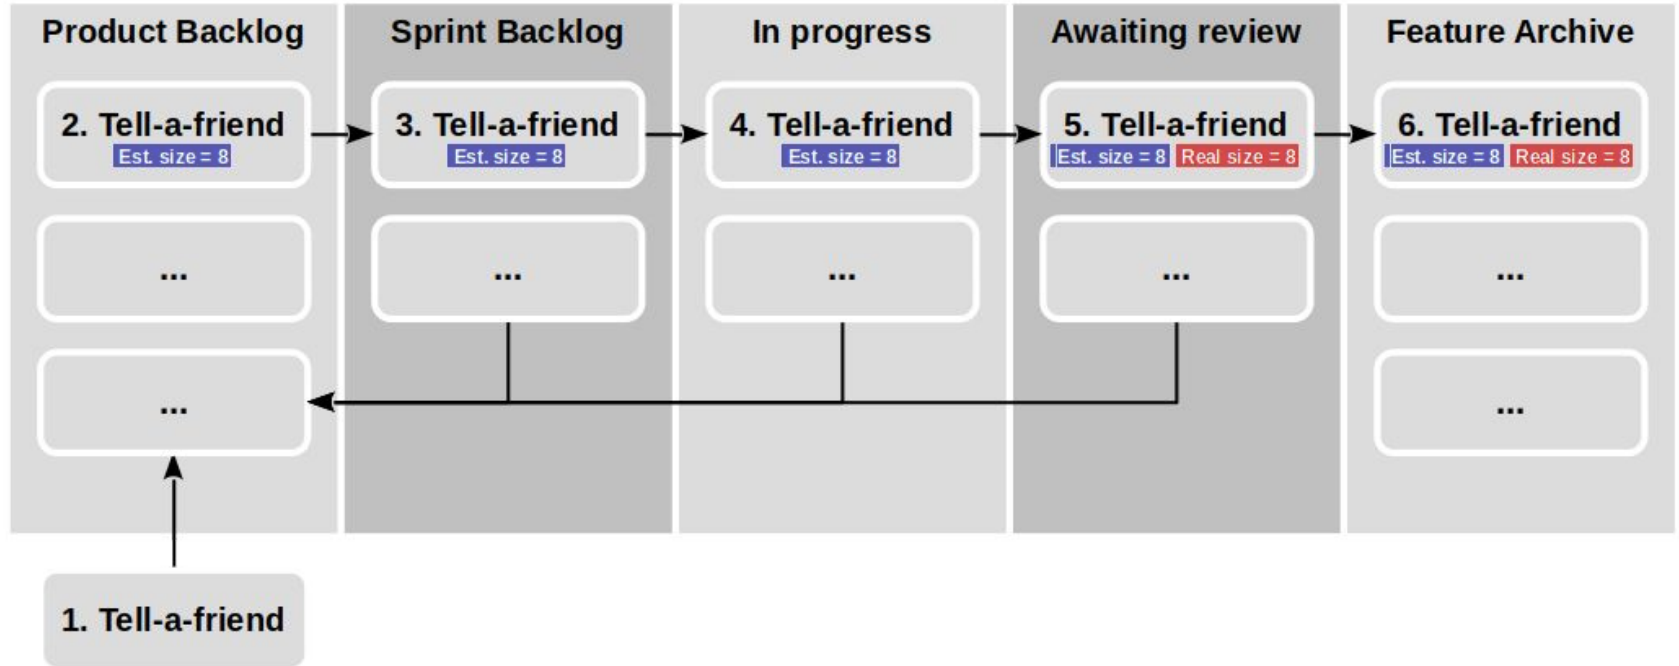 Product Backlog
Sprint Backlog
In progress
Awaiting review
Feature Archive
2. Tell-a-friend
Est. size = 8
3. Tell-a-friend
Est. size = 8
4. Tell-a-friend
Est. size = 8
5. Tell-a-friend
Est. size = 8 Real size = 8
6. Tell-a-friend
Est. size = 8 Real size = 8
...
...
...
...
...
...
...
1. Tell-a-friend